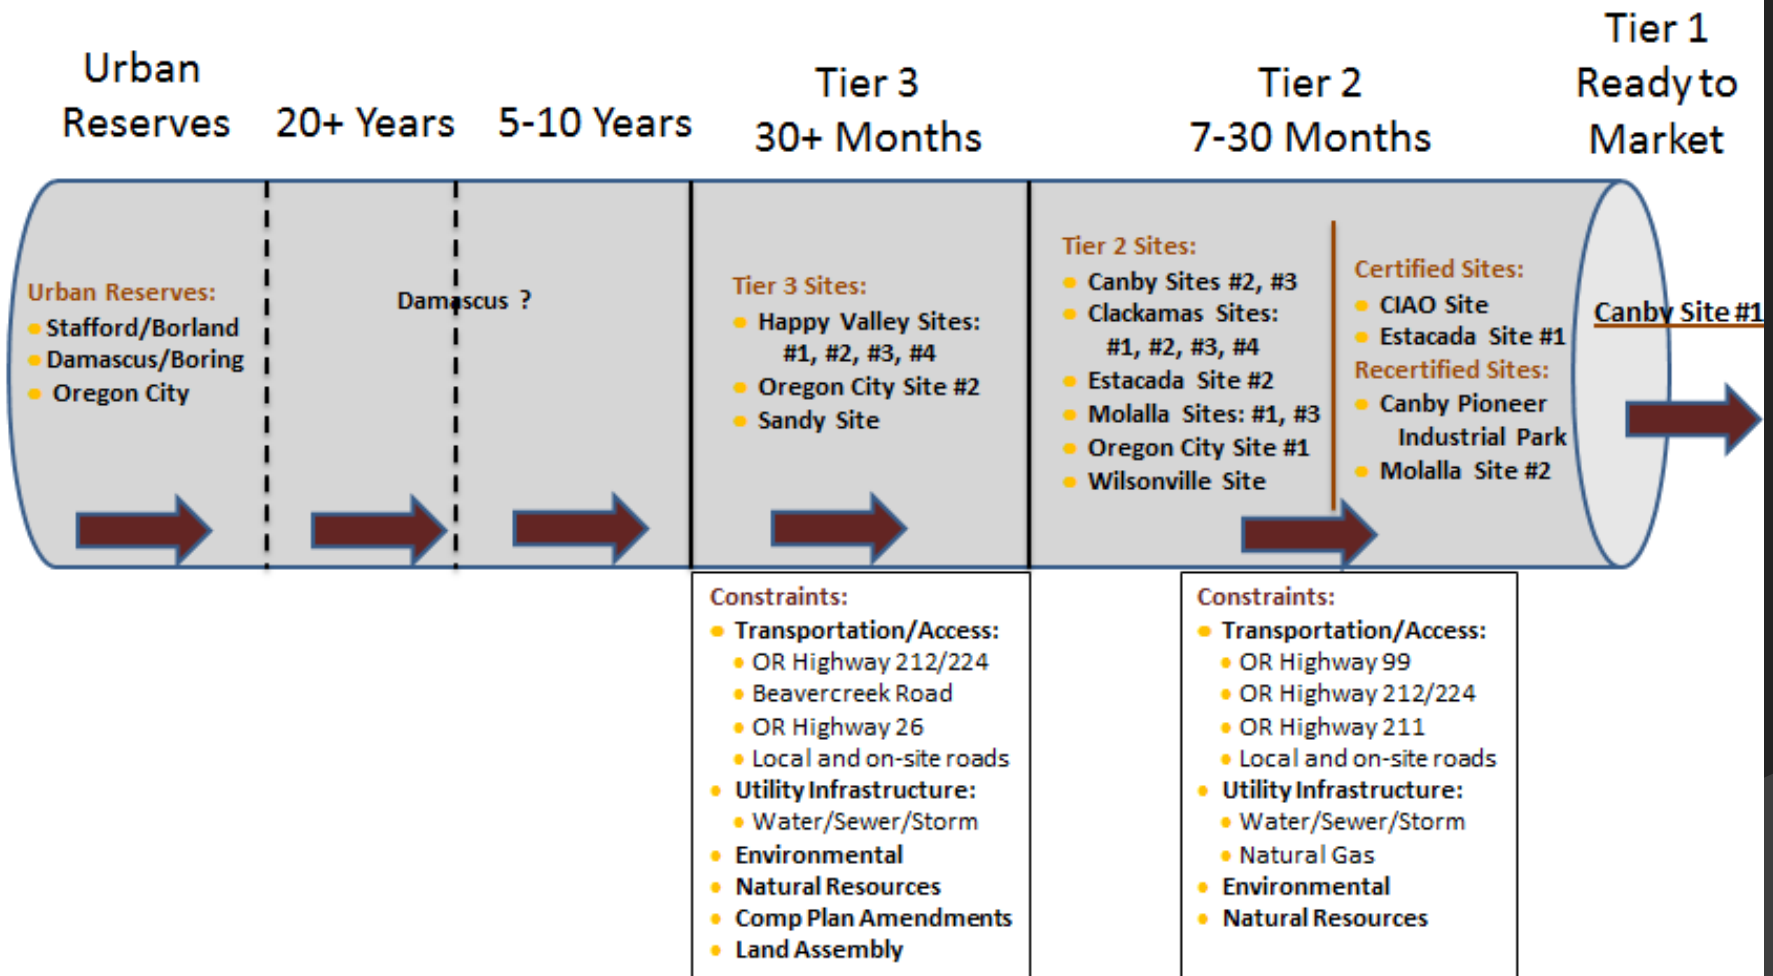 Urban
Reserves
20+ Years
5-10 Years
Tier 3
30+ Months
Tier 2
7-30 Months
Tier 1
Ready to
Market
Urban Reserves:
Stafford/Borland
Damascus/Boring
Oregon City
Damascus ?
Tier 3 Sites:
Happy Valley Sites:
#1, #2, #3, #4
Oregon City Site #2
Sandy Site
Tier 2 Sites:
Canby Sites #2, #3
Clackamas Sites:
#1, #2, #3, #4
Estacada Site #2
Molalla Sites: #1, #3
Oregon City Site #1
Wilsonville Site
Certified Sites:
CIAO Site
Estacada Site #1
Recertified Sites:
Canby Pioneer
Industrial Park
Molalla Site #2
Canby Site #1
Constraints:
Transportation/Access:
OR Highway 212/224
Beavercreek Road
OR Highway 26
Local and on-site roads
Utility Infrastructure:
Water/Sewer/Storm
Environmental
Natural Resources
Comp Plan Amendments
Land Assembly
Constraints:
Transportation/Access:
OR Highway 99
OR Highway 212/224
OR Highway 211
Local and on-site roads
Utility Infrastructure:
Water/Sewer/Storm
Natural Gas
Environmental
Natural Resources